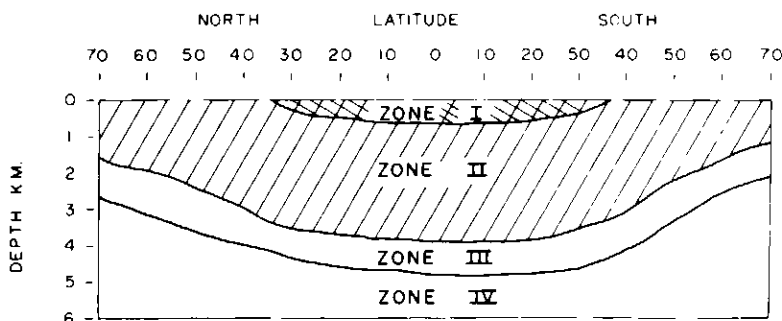 NORTH LATITUDE SOUTH
70 60 50 40 30 20 10 0 10 20 30 40 50 60 70
0
ZONE I
1
ZONE II
2
3
4
ZONE III
5
ZONE IV
6
DEPTH KM.